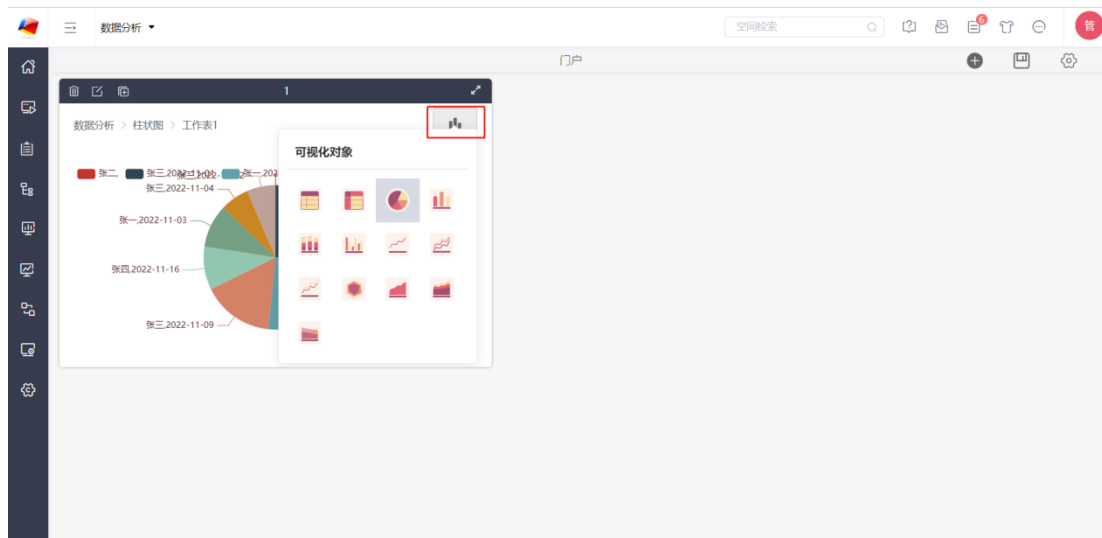 数据分析
空间检索
6
管
门户
1
数据分析 > 柱状图 > 工作表1
可视化对象
张二,
张三,2022-11-04
张一,2022-11-03
张四,2022-11-16
张三,2022-11-09